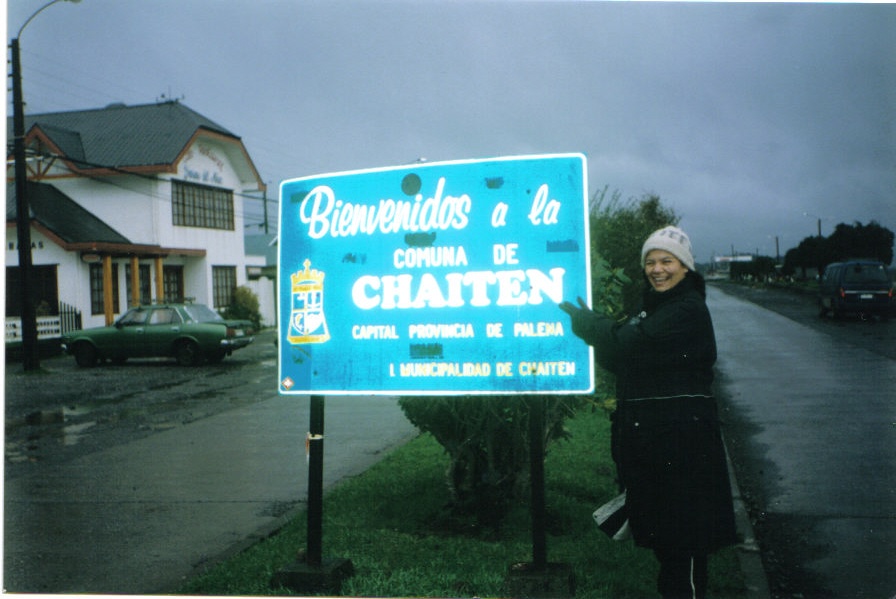 Bienvenidos a la
COMUNA DE
CHAITEN
CAPITAL PROVINCIA DE PALENA
I. MUNICIPALIDAD DE CHAITEN